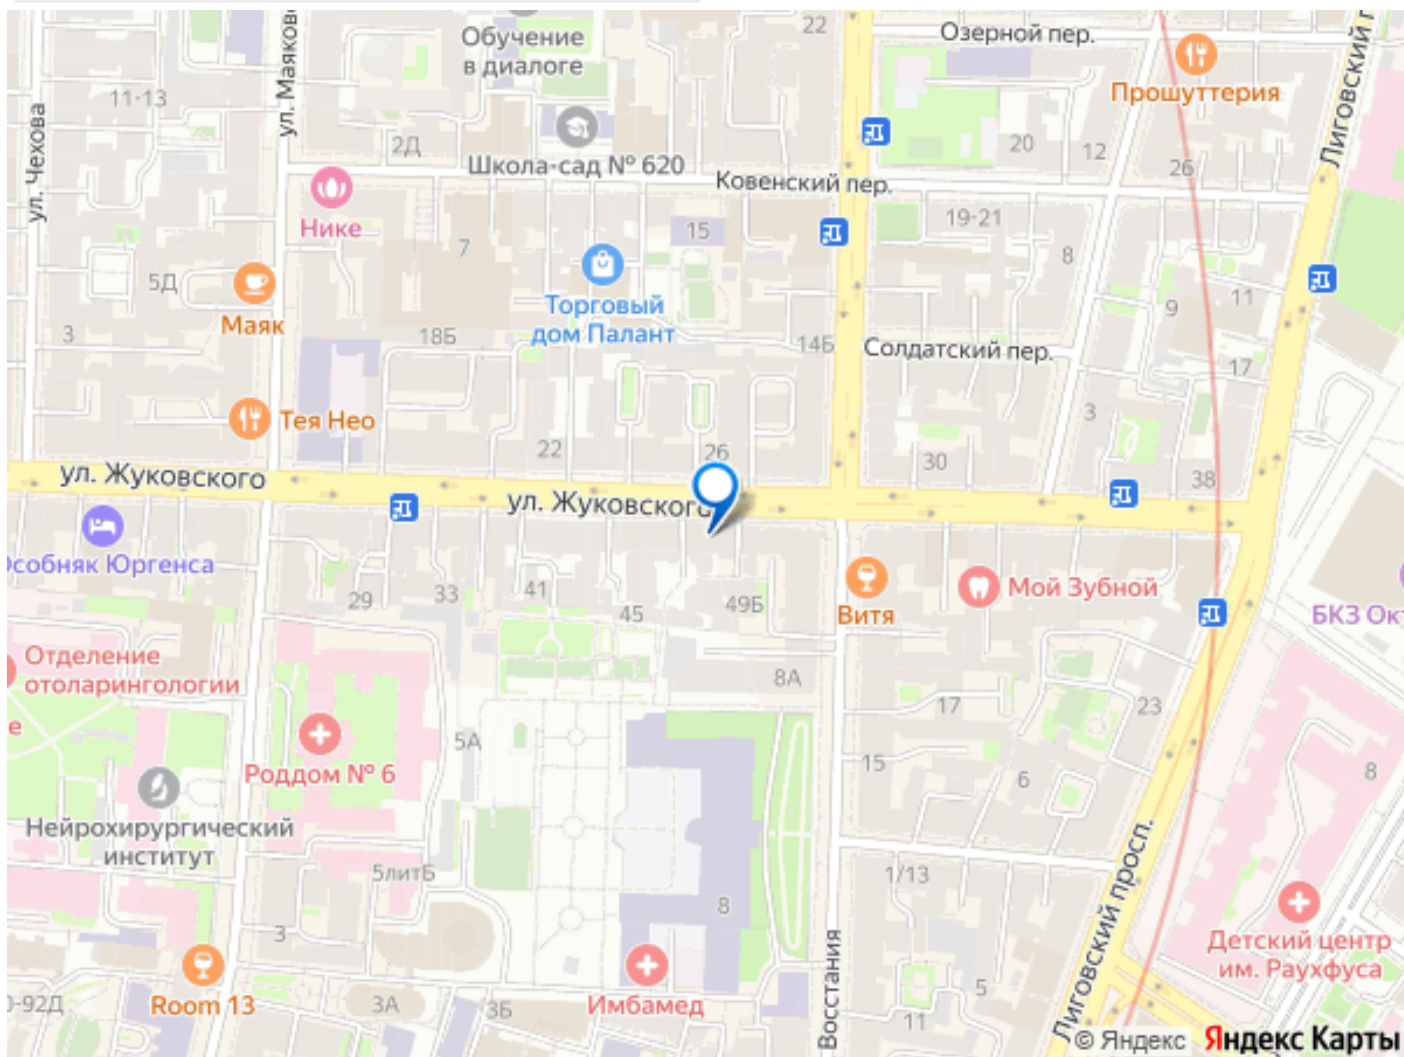 22
Озерной пер.
Обучение
в диалоге
Прошуттерия
11-13
ул. Чехова
ул. Маяковс
Лиговский п
2Д
20
12
26
Школа-сад № 620
Ковенский пер.
Нике
7
15
19-21
8
5Д
Маяк
Торговый
дом Палант
9
11
3
18Б
14Б
Солдатский пер.
17
Тея Нео
3
22
26
30
38
ул. Жуковского
ул. Жуковского
Особняк Юргенса
29
33
41
45
49Б
Витя
Мой Зубной
БКЗ Окт
Отделение
отоларингологии
е
8А
17
23
5А
15
6
8
Роддом № 6
Нейрохирургический
институт
5литБ
1/13
Лиговский просп.
8
3
Восстания
Детский центр
им. Раухфуса
Room 13
Имбамед
0-92Д
3А
3Б
5
11
© Яндекс Яндекс Карты